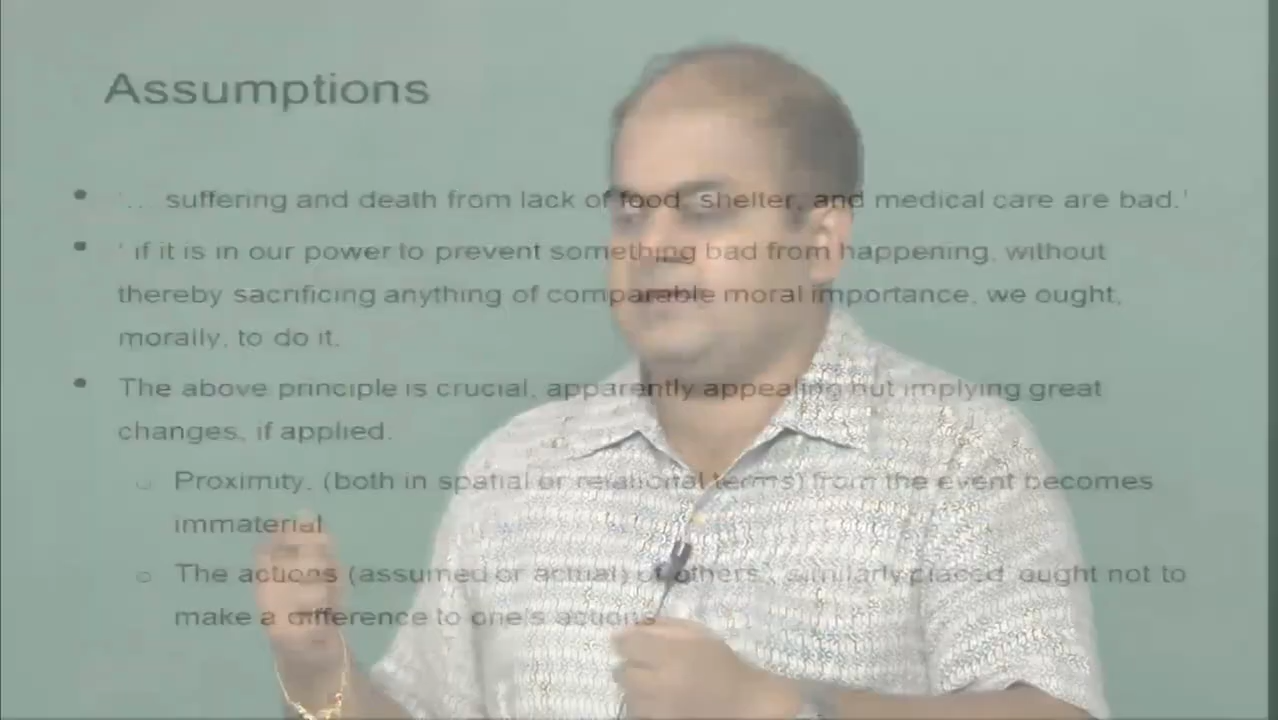 Assumptions
• '... suffering and death from lack of food, shelter, and medical care are bad.'
• ' if it is in our power to prevent something bad from happening, without
thereby sacrificing anything of comparable moral importance, we ought,
morally, to do it.
• The above principle is crucial, apparently appealing but implying great
changes, if applied.
o Proximity, (both in spatial or relational terms) from the event becomes
immaterial
o The actions (assumed or actual) of others', similarly placed ought not to
make a difference to one's actions